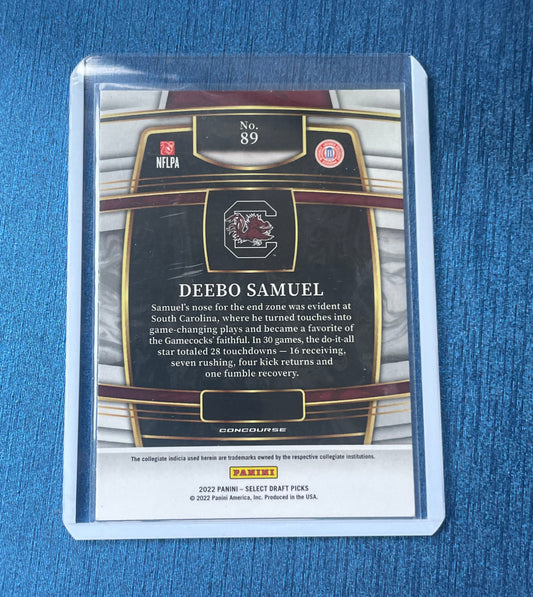 No.
89
NFLPA
C
DEEBO SAMUEL
Samuel's nose for the end zone was evident at
South Carolina, where he turned touches into
game-changing plays and became a favorite of
the Gamecocks' faithful. In 30 games, the do-it-all
star totaled 28 touchdowns — 16 receiving,
seven rushing, four kick returns and
one fumble recovery.
CONCOURSE
The collegiate indicia used herein are trademarks owned by the respective collegiate institutions.
PANINI
2022 PANINI – SELECT DRAFT PICKS
© 2022 Panini America, Inc. Produced in the USA.